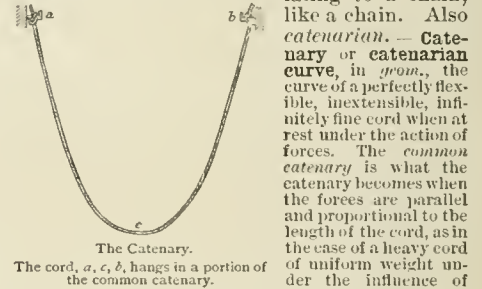 a
b
c
The Catenary.
The cord, a, c, b, hangs in a portion of
the common catenary.
like a chain. Also
catenarian. — Cate-
nary or catenarian
curve, in geom., the
curve of a perfectly flex-
ible, inextensible, infi-
nitely fine cord when at
rest under the action of
forces. The common
catenary is what the
catenary becomes when
the forces are parallel
and proportional to the
length of the cord, as in
the case of a heavy cord
of uniform weight un-
der the influence of